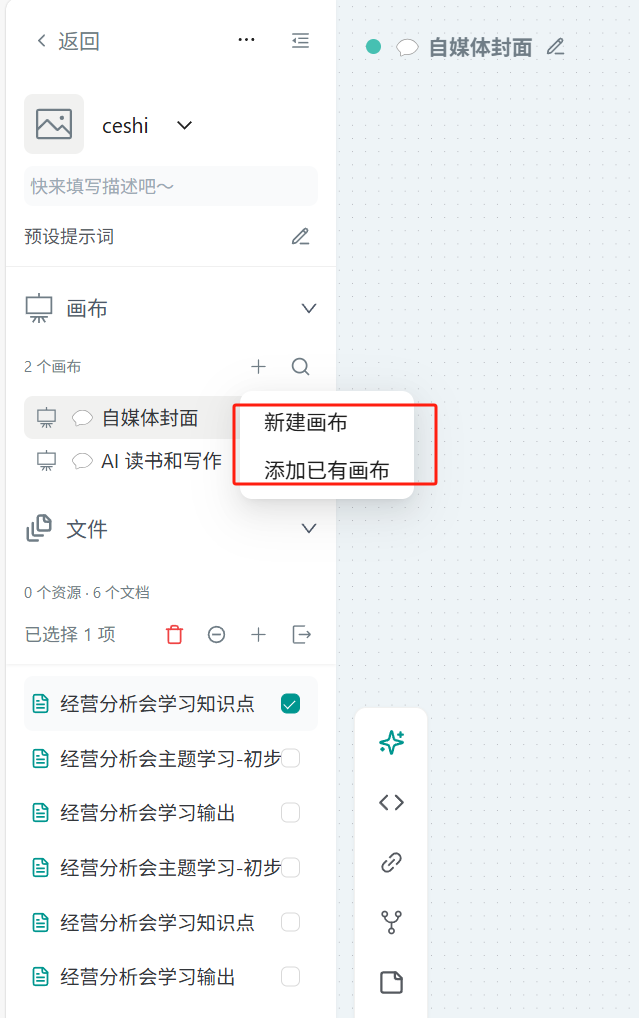 返回
自媒体封面
ceshi
快来填写描述吧～
预设提示词
画布
2 个画布
自媒体封面
新建画布
AI 读书和写作
添加已有画布
文件
0 个资源 · 6 个文档
已选择 1 项
经营分析会学习知识点
经营分析会主题学习-初步
经营分析会学习输出
经营分析会主题学习-初步
经营分析会学习知识点
经营分析会学习输出